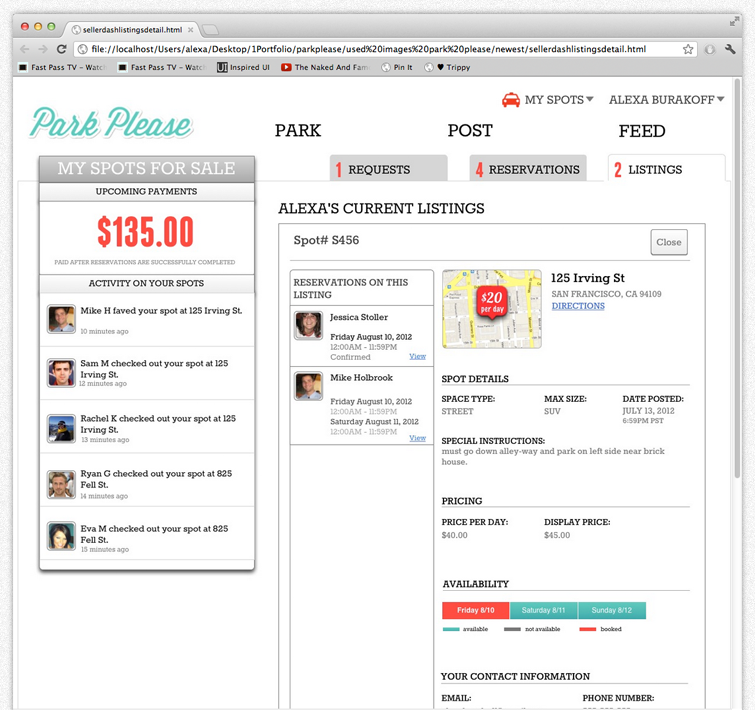 sellerdashlistingsdetail.html
file://localhost/Users/alexa/Desktop/1Portfolio/parkplease/used%20images%20park%20please/newest/sellerdashlistingsdetail.html
Fast Pass TV – Watch
Fast Pass TV – Watch
UJ
Inspired UI
The Naked And Fam
Pin It
♥ Trippy
Park Please
MY SPOTS
ALEXA BURAKOFF
PARK
POST
FEED
1 REQUESTS
4 RESERVATIONS
2 LISTINGS
MY SPOTS FOR SALE
UPCOMING PAYMENTS
$135.00
PAID AFTER RESERVATIONS ARE SUCCESSFULLY COMPLETED
ACTIVITY ON YOUR SPOTS
Mike H faved your spot at 125 Irving St.
10 minutes ago
Sam M checked out your spot at 125
Irving St.
12 minutes ago
Rachel K checked out your spot at 125
Irving St.
13 minutes ago
Ryan G checked out your spot at 825
Fell St.
14 minutes ago
Eva M checked out your spot at 825
Fell St.
15 minutes ago
ALEXA'S CURRENT LISTINGS
Spot# S456
Close
RESERVATIONS ON THIS
LISTING
Jessica Stoller
Friday August 10, 2012
12:00AM - 11:59PM
Confirmed
View
Mike Holbrook
Friday August 10, 2012
12:00AM - 11:59PM
Saturday August 11, 2012
12:00AM - 11:59PM
View
$20
per day
125 Irving St
SAN FRANCISCO, CA 94109
DIRECTIONS
SPOT DETAILS
SPACE TYPE:
STREET
MAX SIZE:
SUV
DATE POSTED:
JULY 13, 2012
6:59PM PST
SPECIAL INSTRUCTIONS:
must go down alley-way and park on left side near brick
house.
PRICING
PRICE PER DAY:
$40.00
DISPLAY PRICE:
$45.00
AVAILABILITY
Friday 8/10
Saturday 8/11
Sunday 8/12
available
not available
booked
YOUR CONTACT INFORMATION
EMAIL:
PHONE NUMBER: